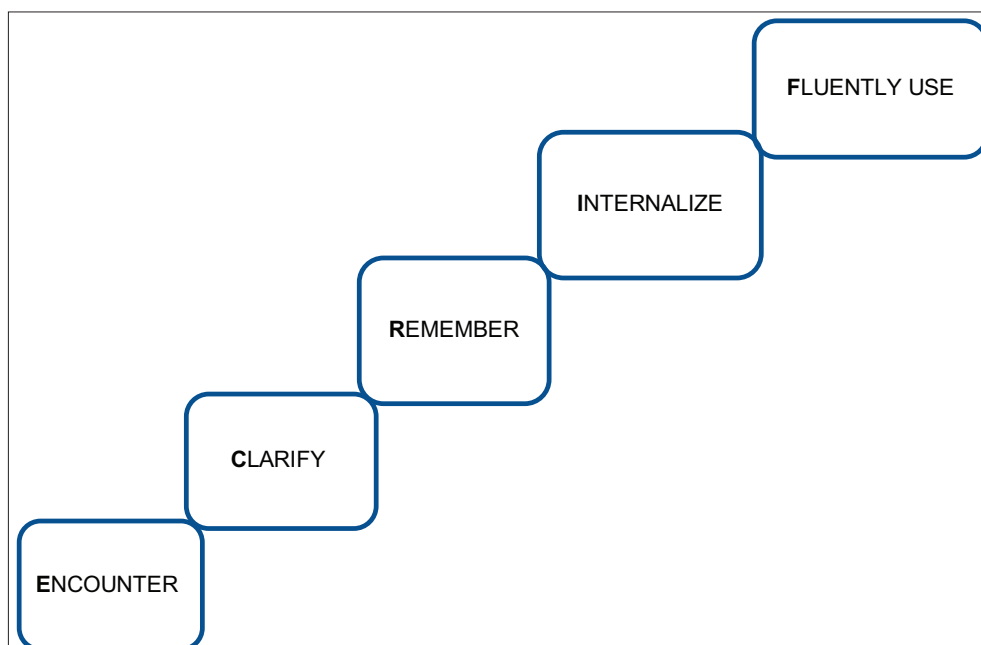 FLUENTLY USE
INTERNALIZE
REMEMBER
CLARIFY
ENCOUNTER